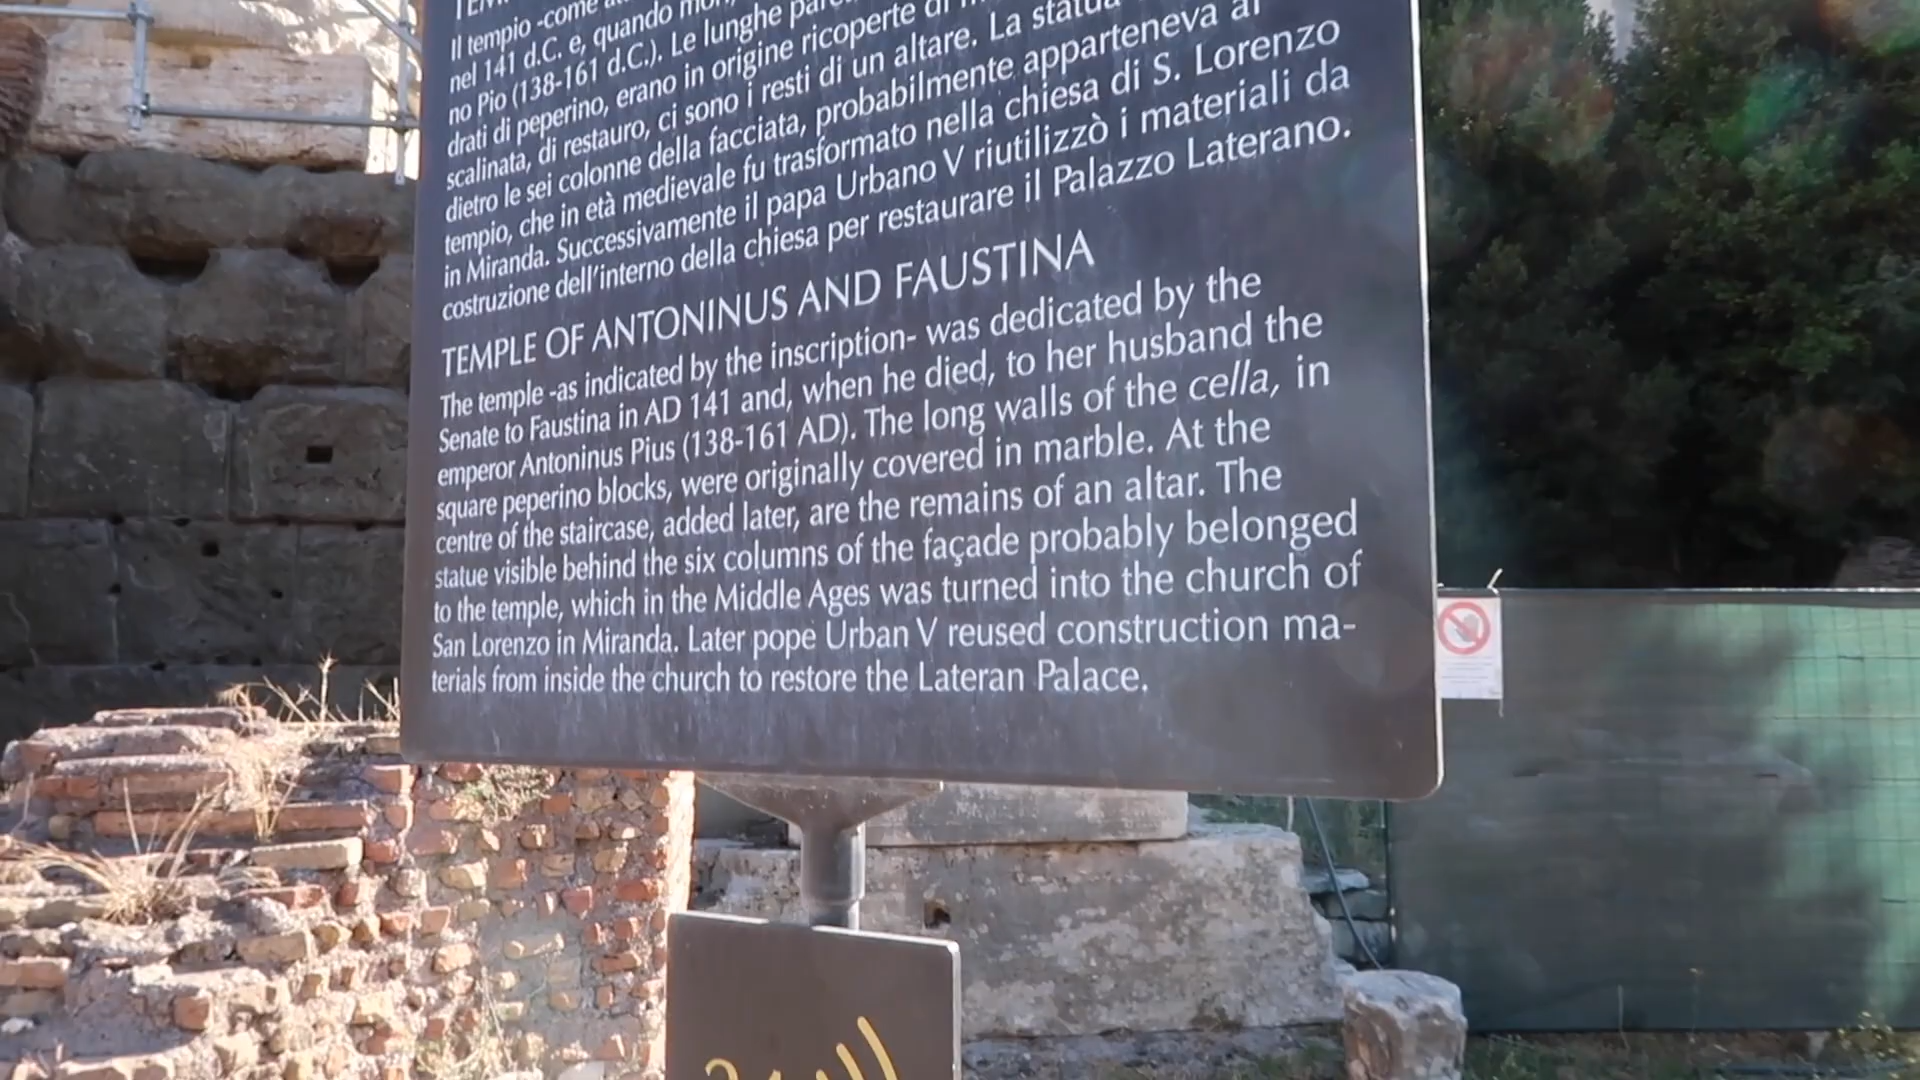 Il tempio -come
nel 141 d.C. e, quando
no Pio (138-161 d.C.). Le lunghe
drati di peperino, erano in origine ricoperte di
scalinata, di restauro, ci sono i resti di un altare. La statua
dietro le sei colonne della facciata, probabilmente apparteneva al
tempio, che in età medievale fu trasformato nella chiesa di S. Lorenzo
in Miranda. Successivamente il papa Urbano V riutilizzò i materiali da
costruzione dell'interno della chiesa per restaurare il Palazzo Laterano.
TEMPLE OF ANTONINUS AND FAUSTINA
The temple -as indicated by the inscription- was dedicated by the
Senate to Faustina in AD 141 and, when he died, to her husband the
emperor Antoninus Pius (138-161 AD). The long walls of the cella, in
square peperino blocks, were originally covered in marble. At the
centre of the staircase, added later, are the remains of an altar. The
statue visible behind the six columns of the façade probably belonged
to the temple, which in the Middle Ages was turned into the church of
San Lorenzo in Miranda. Later pope Urban V reused construction ma-
terials from inside the church to restore the Lateran Palace.